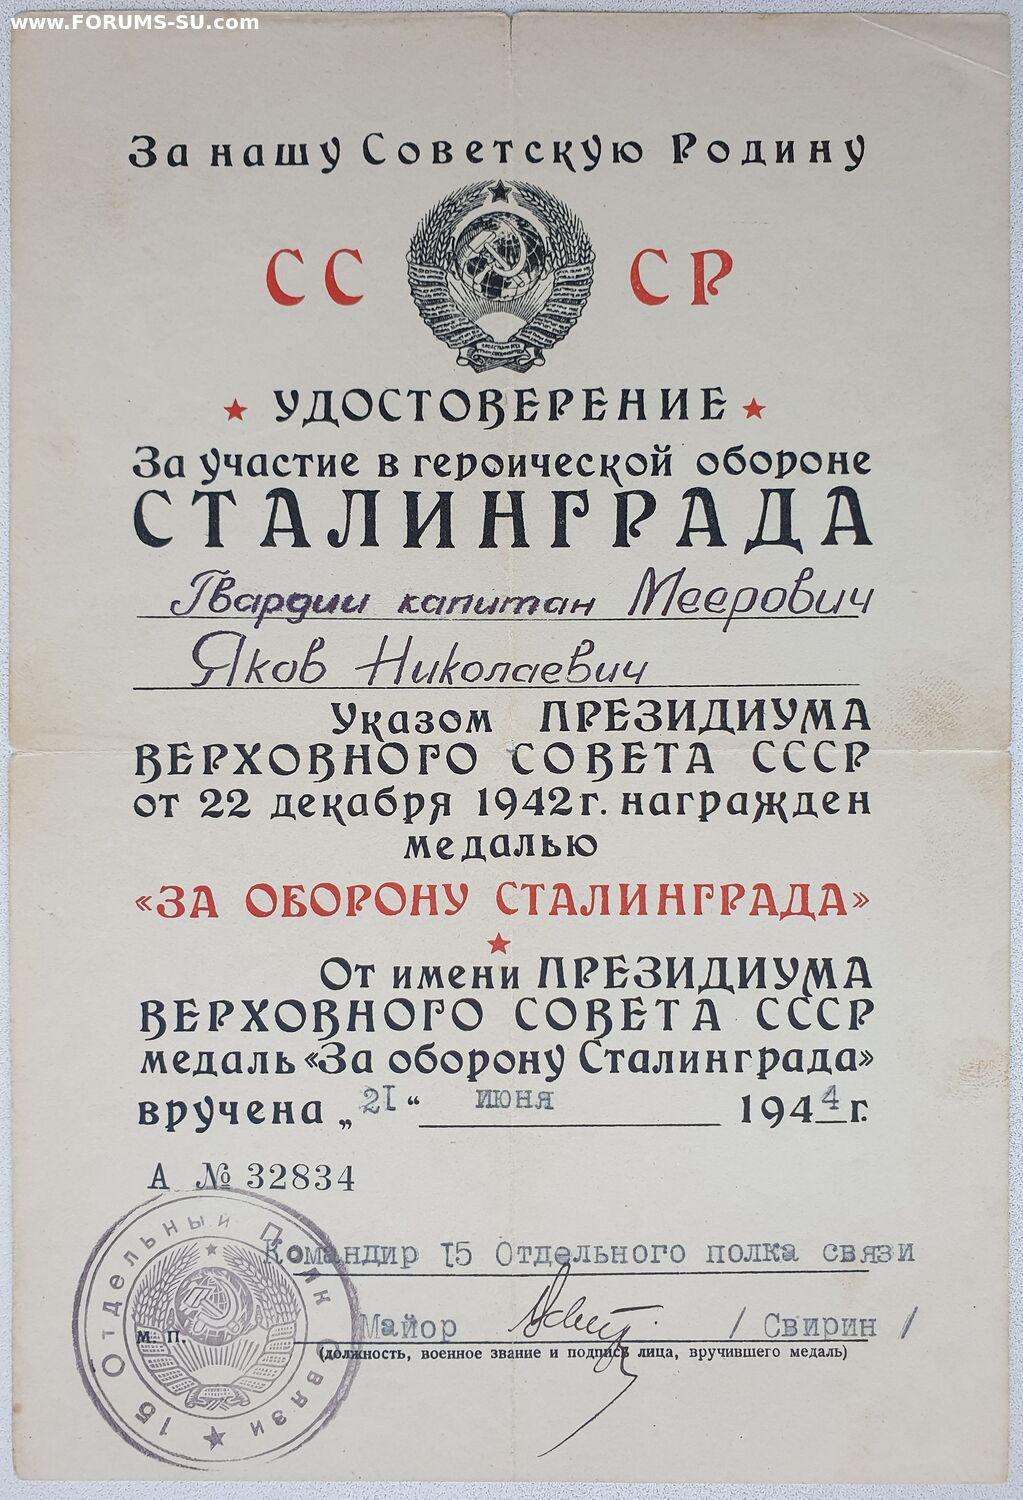 www.FORUMS-SU.com
За нашу Советскую Родину
СС СР
УДОСТОВЕРЕНИЕ
За участие в героической обороне
СТАЛИНГРАДА
Гвардии капитан Меерович
Яков Николаевич
Указом ПРЕЗИДИУМА
ВЕРХОВНОГО СОВЕТА СССР
от 22 декабря 1942 г. награжден
медалью
«ЗА ОБОРОНУ СТАЛИНГРАДА»
От имени ПРЕЗИДИУМА
ВЕРХОВНОГО СОВЕТА СССР
медаль «За оборону Сталинграда»
вручена „21“ июня 1944 г.
А № 32834
Командир 15 Отдельного полка связи
Майор / Свирин /
М. П.
(должность, военное звание и подпись лица, вручившего медаль)
15 Отдельный Полк Связи